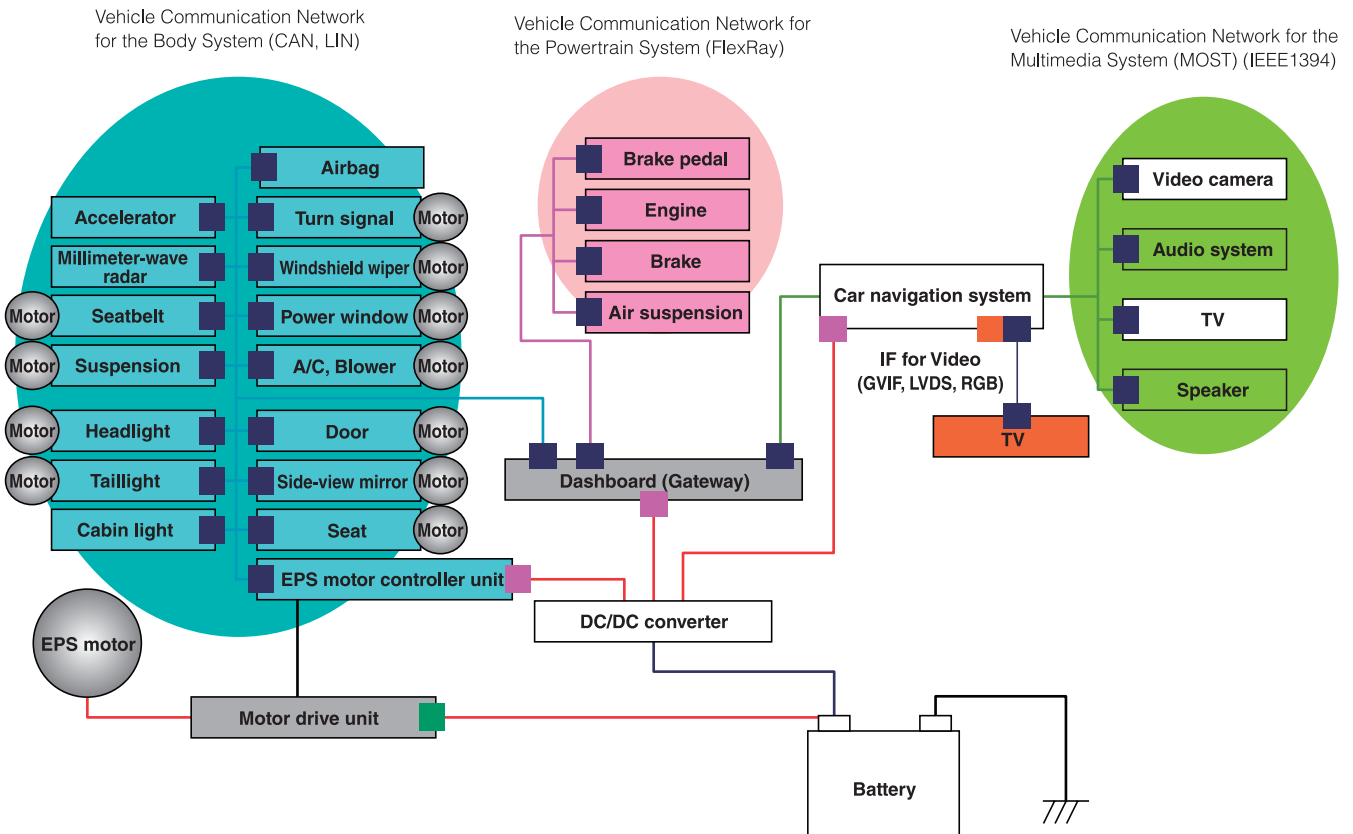 Vehicle Communication Network
for the Body System (CAN, LIN)
Vehicle Communication Network for
the Powertrain System (FlexRay)
Vehicle Communication Network for the
Multimedia System (MOST) (IEEE1394)
Airbag
Accelerator
Turn signal
Motor
Millimeter-wave
radar
Windshield wiper
Motor
Motor
Seatbelt
Power window
Motor
Motor
Suspension
A/C, Blower
Motor
Motor
Headlight
Door
Motor
Motor
Taillight
Side-view mirror
Motor
Cabin light
Seat
Motor
EPS motor controller unit
EPS motor
Motor drive unit
Brake pedal
Engine
Brake
Air suspension
Dashboard (Gateway)
DC/DC converter
Battery
Car navigation system
IF for Video
(GVIF, LVDS, RGB)
TV
Video camera
Audio system
TV
Speaker